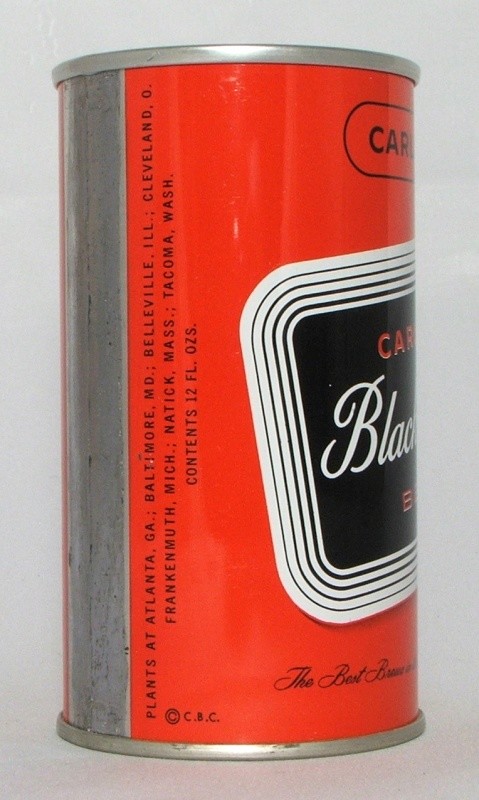 PLANTS AT ATLANTA, GA.; BALTIMORE, MD.; BELLEVILLE, ILL.; CLEVELAND, O.
FRANKENMUTH, MICH.; NATICK, MASS.; TACOMA, WASH.
CONTENTS 12 FL. OZS.
© C.B.C.
CAR
CAR
Black
B
The Best Brews